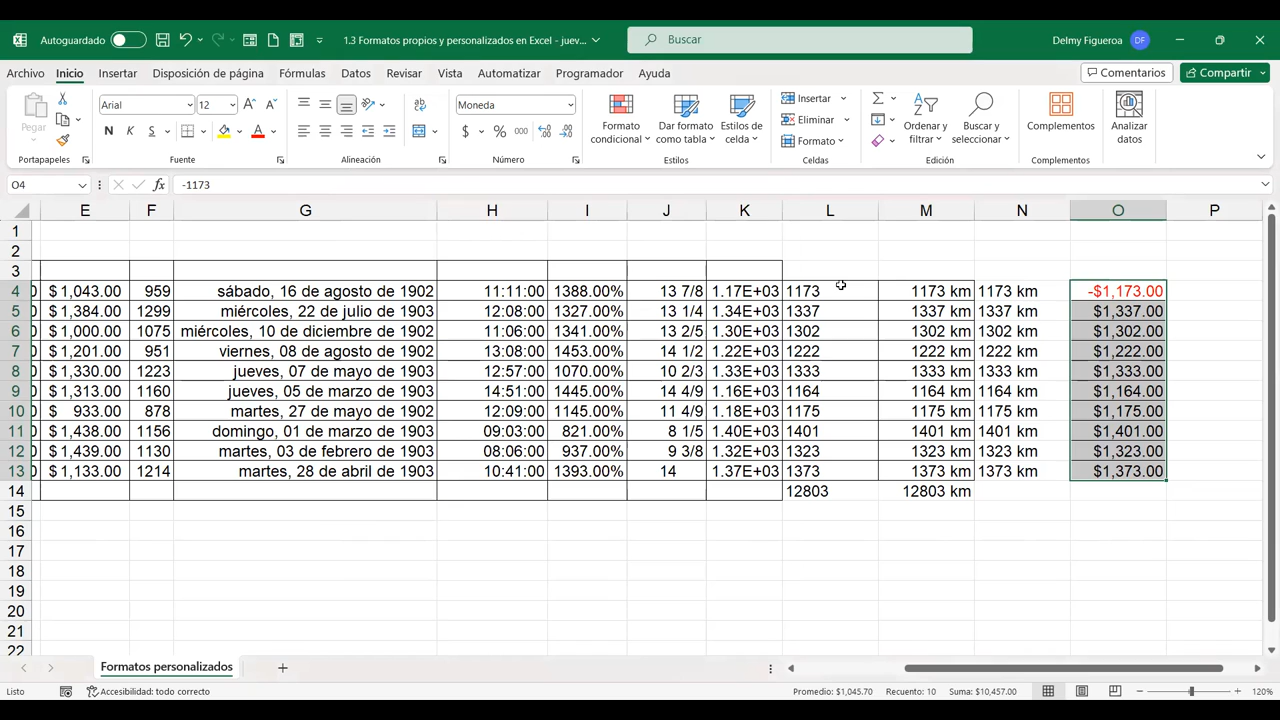 Autoguardado
1.3 Formatos propios y personalizados en Excel - juev...
Buscar
Delmy Figueroa DF
Archivo Inicio Insertar Disposición de página Fórmulas Datos Revisar Vista Automatizar Programador Ayuda
Comentarios Compartir
Pegar
Arial 12
N K S
Moneda
$ % 000
Formato condicional
Dar formato como tabla
Estilos de celda
Insertar
Eliminar
Formato
Ordenar y filtrar
Buscar y seleccionar
Complementos
Analizar datos
Portapapeles Fuente Alineación Número Estilos Celdas Edición Complementos
O4 fx -1173
E F G H I J K L M N O P
1
2
3
4 0 $ 1,043.00 959 sábado, 16 de agosto de 1902 11:11:00 1388.00% 13 7/8 1.17E+03 1173 1173 km 1173 km -$1,173.00
5 $ 1,384.00 1299 miércoles, 22 de julio de 1903 12:08:00 1327.00% 13 1/4 1.34E+03 1337 1337 km 1337 km $1,337.00
6 0 $ 1,000.00 1075 miércoles, 10 de diciembre de 1902 11:06:00 1341.00% 13 2/5 1.30E+03 1302 1302 km 1302 km $1,302.00
7 0 $ 1,201.00 951 viernes, 08 de agosto de 1902 13:08:00 1453.00% 14 1/2 1.22E+03 1222 1222 km 1222 km $1,222.00
8 0 $ 1,330.00 1223 jueves, 07 de mayo de 1903 12:57:00 1070.00% 10 2/3 1.33E+03 1333 1333 km 1333 km $1,333.00
9 0 $ 1,313.00 1160 jueves, 05 de marzo de 1903 14:51:00 1445.00% 14 4/9 1.16E+03 1164 1164 km 1164 km $1,164.00
10 0 $ 933.00 878 martes, 27 de mayo de 1902 12:09:00 1145.00% 11 4/9 1.18E+03 1175 1175 km 1175 km $1,175.00
11 0 $ 1,438.00 1156 domingo, 01 de marzo de 1903 09:03:00 821.00% 8 1/5 1.40E+03 1401 1401 km 1401 km $1,401.00
12 0 $ 1,439.00 1130 martes, 03 de febrero de 1903 08:06:00 937.00% 9 3/8 1.32E+03 1323 1323 km 1323 km $1,323.00
13 0 $ 1,133.00 1214 martes, 28 de abril de 1903 10:41:00 1393.00% 14 1.37E+03 1373 1373 km 1373 km $1,373.00
14 12803 12803 km
15
16
17
18
19
20
21
22
Formatos personalizados
Listo Accesibilidad: todo correcto Promedio: $1,045.70 Recuento: 10 Suma: $10,457.00 120%